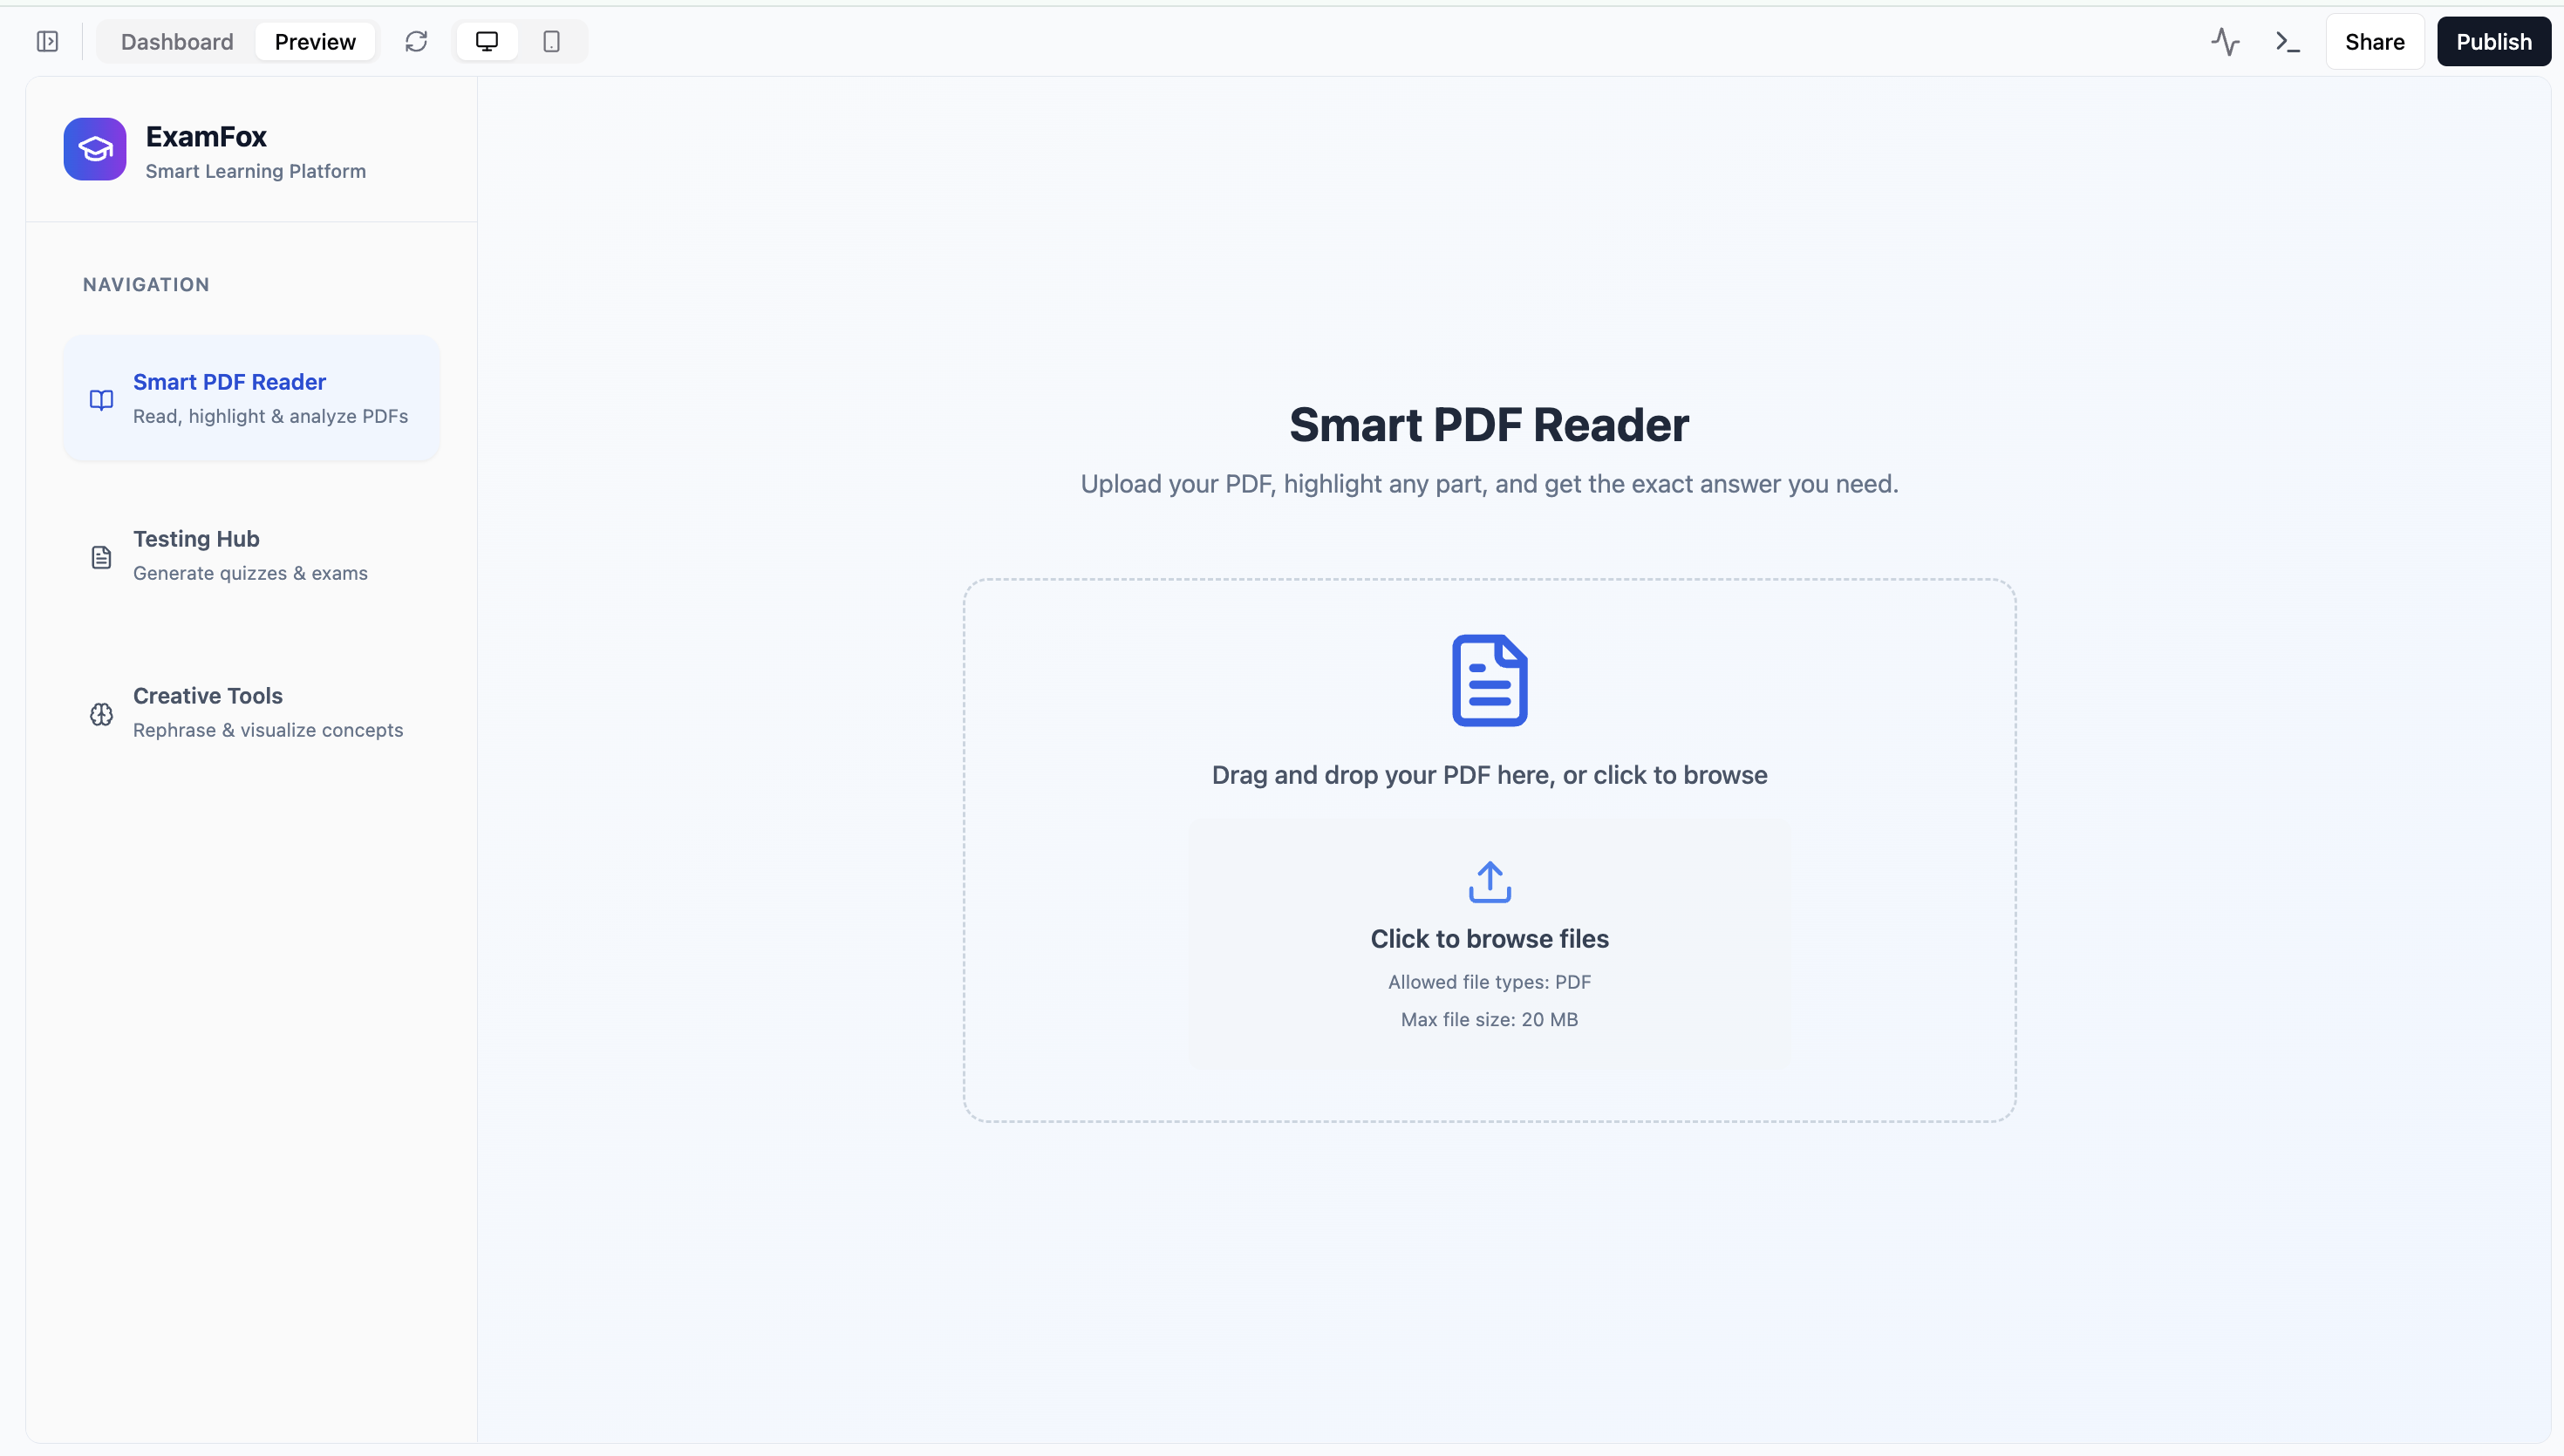 Dashboard
Preview
Share
Publish
ExamFox
Smart Learning Platform
NAVIGATION
Smart PDF Reader
Read, highlight & analyze PDFs
Testing Hub
Generate quizzes & exams
Creative Tools
Rephrase & visualize concepts
Smart PDF Reader
Upload your PDF, highlight any part, and get the exact answer you need.
Drag and drop your PDF here, or click to browse
Click to browse files
Allowed file types: PDF
Max file size: 20 MB